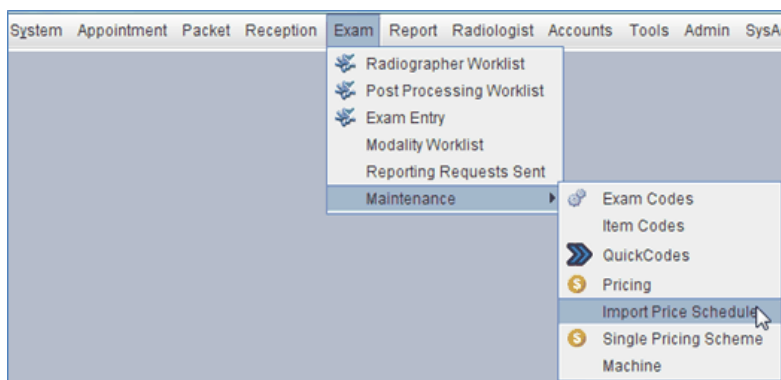 System Appointment Packet Reception Exam Report Radiologist Accounts Tools Admin SysA
Radiographer Worklist
Post Processing Worklist
Exam Entry
Modality Worklist
Reporting Requests Sent
Maintenance
Exam Codes
Item Codes
QuickCodes
Pricing
Import Price Schedule
Single Pricing Scheme
Machine